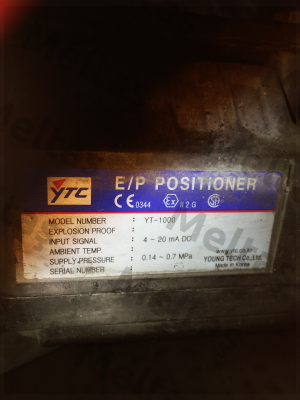 YTC
E/P POSITIONER
CE 0344 Ex II 2 G
MODEL NUMBER : YT-1000
EXPLOSION PROOF :
INPUT SIGNAL : 4 ~ 20 mA DC
AMBIENT TEMP. :
SUPPLY PRESSURE : 0.14 ~ 0.7 MPa
SERIAL NUMBER :
www.ytc.co.kr
YOUNG TECH Co.,Ltd.
Made in Korea